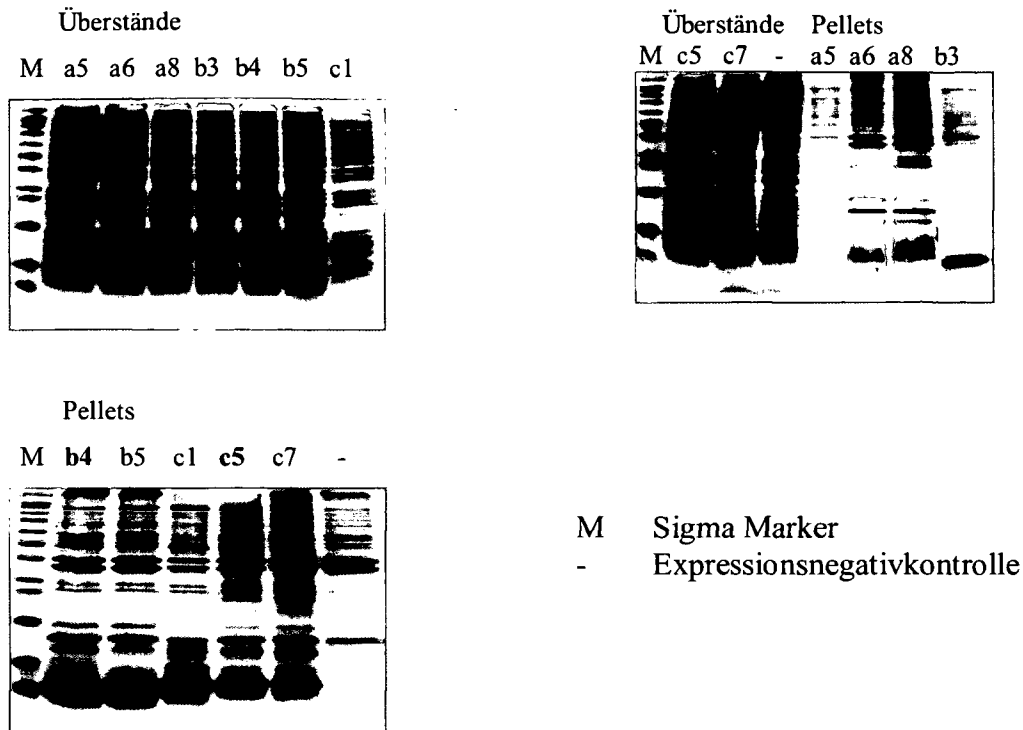 Überstände
M a5 a6 a8 b3 b4 b5 c1
Überstände Pellets
M c5 c7 - a5 a6 a8 b3
Pellets
M b4 b5 c1 c5 c7 -
M Sigma Marker
- Expressionsnegativkontrolle